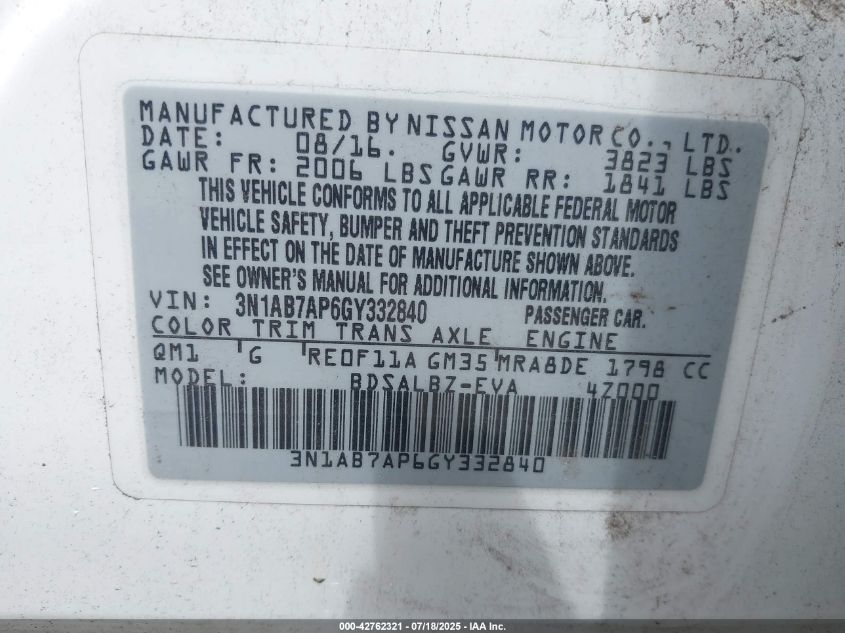 MANUFACTURED BY NISSAN MOTOR CO., LTD.
DATE: 08/16. GVWR: 3823 LBS
GAWR FR: 2006 LBS GAWR RR: 1841 LBS
THIS VEHICLE CONFORMS TO ALL APPLICABLE FEDERAL MOTOR
VEHICLE SAFETY, BUMPER AND THEFT PREVENTION STANDARDS
IN EFFECT ON THE DATE OF MANUFACTURE SHOWN ABOVE.
SEE OWNER'S MANUAL FOR ADDITIONAL INFORMATION.
VIN: 3N1AB7AP6GY332840 PASSENGER CAR.
COLOR TRIM TRANS AXLE ENGINE
QM1 G RE0F11A GM35 MRA8DE 1798 CC
MODEL: BDSALBZ-EVA 4Z000
3N1AB7AP6GY332840
000-42762321 - 07/18/2025 - IAA Inc.